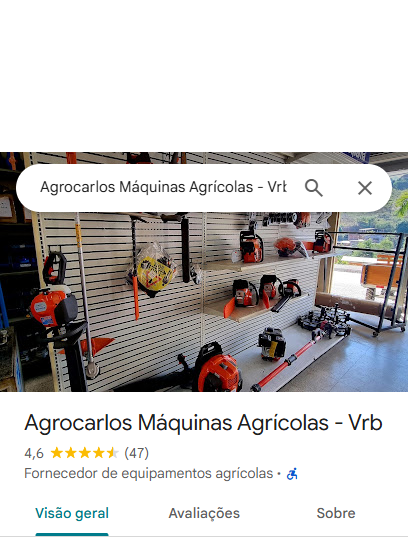 Agrocarlos Máquinas Agrícolas - Vrb
Agrocarlos Máquinas Agrícolas - Vrb
4,6 (47)
Fornecedor de equipamentos agrícolas ·
Visão geral Avaliações Sobre